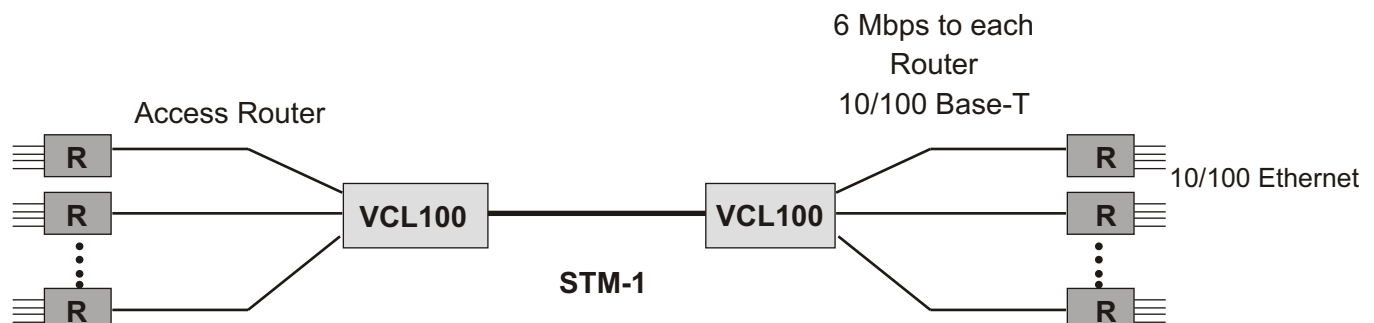 6 Mbps to each
Router
10/100 Base-T
Access Router
R
R
10/100 Ethernet
R
R
VCL100
VCL100
STM-1
R
R